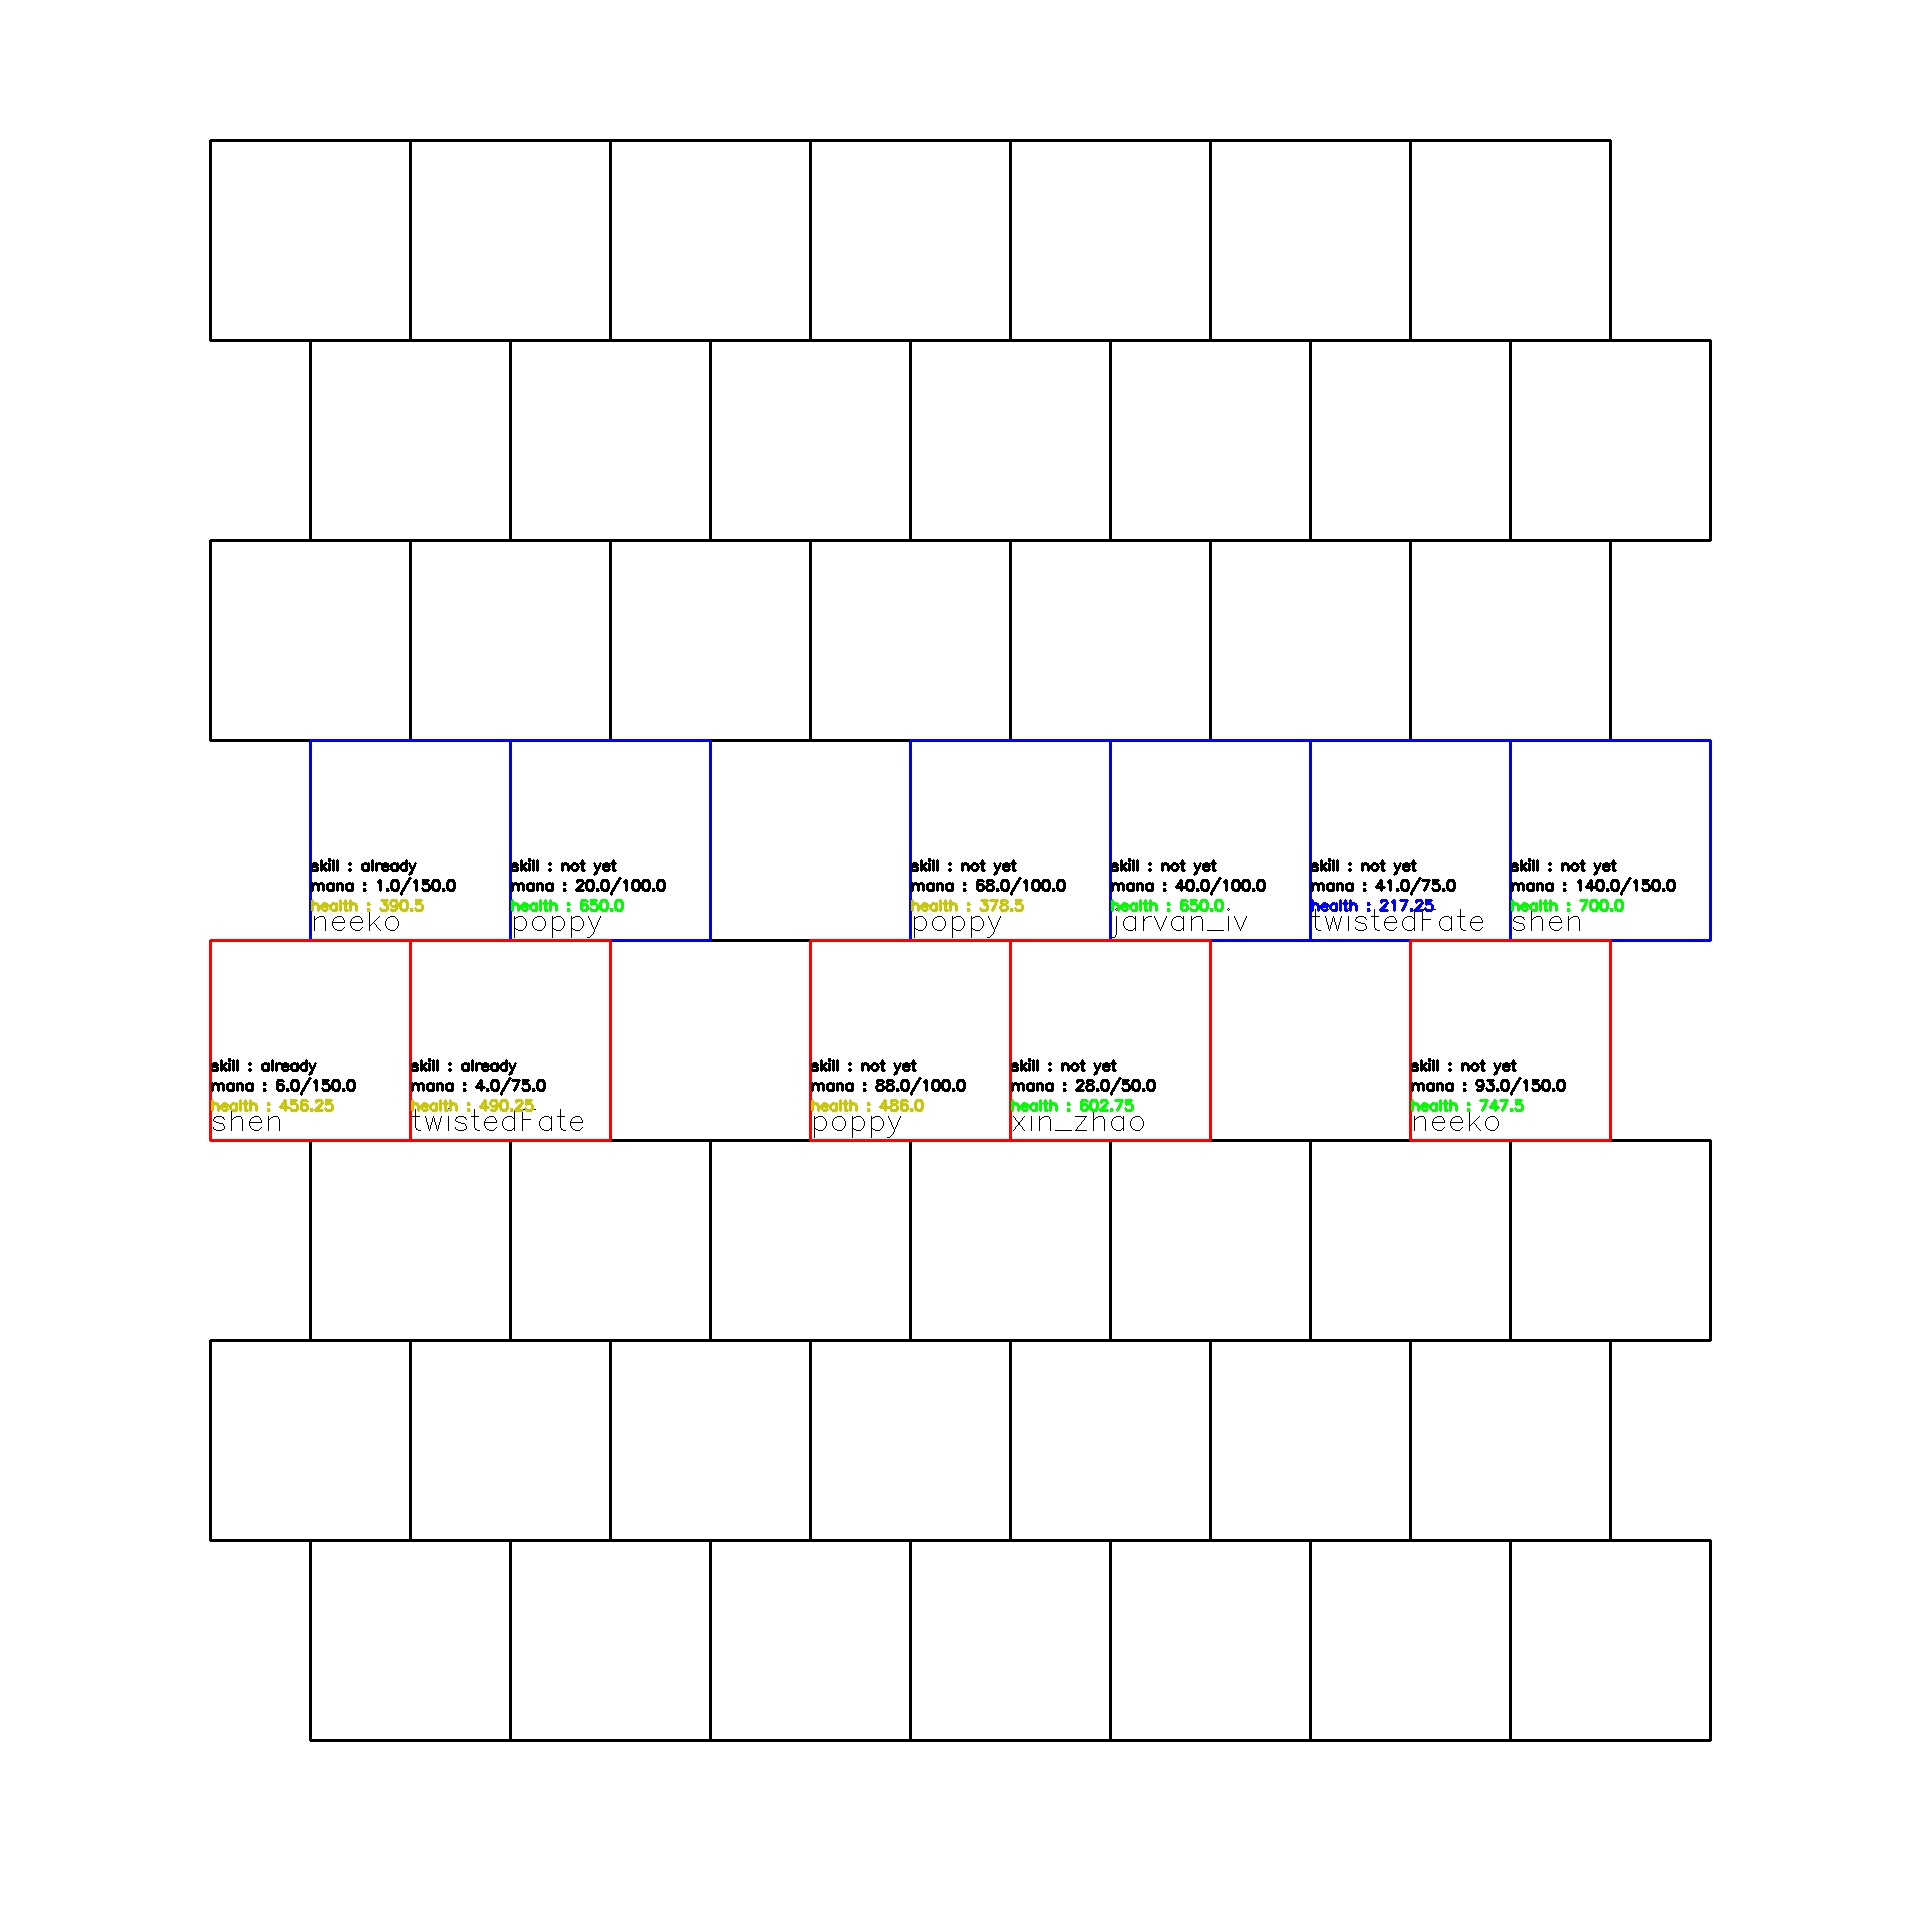 skill : already
mana : 1.0/150.0
health : 390.5
neeko
skill : not yet
mana : 20.0/100.0
health : 650.0
poppy
skill : not yet
mana : 68.0/100.0
health : 378.5
poppy
skill : not yet
mana : 40.0/100.0
health : 650.0
jarvan_iv
skill : not yet
mana : 41.0/75.0
health : 217.25
twistedFate
skill : not yet
mana : 140.0/150.0
health : 700.0
shen
skill : already
mana : 6.0/150.0
health : 456.25
shen
skill : already
mana : 4.0/75.0
health : 490.25
twistedFate
skill : not yet
mana : 88.0/100.0
health : 486.0
poppy
skill : not yet
mana : 28.0/50.0
health : 602.75
xin_zhao
skill : not yet
mana : 93.0/150.0
health : 747.5
neeko